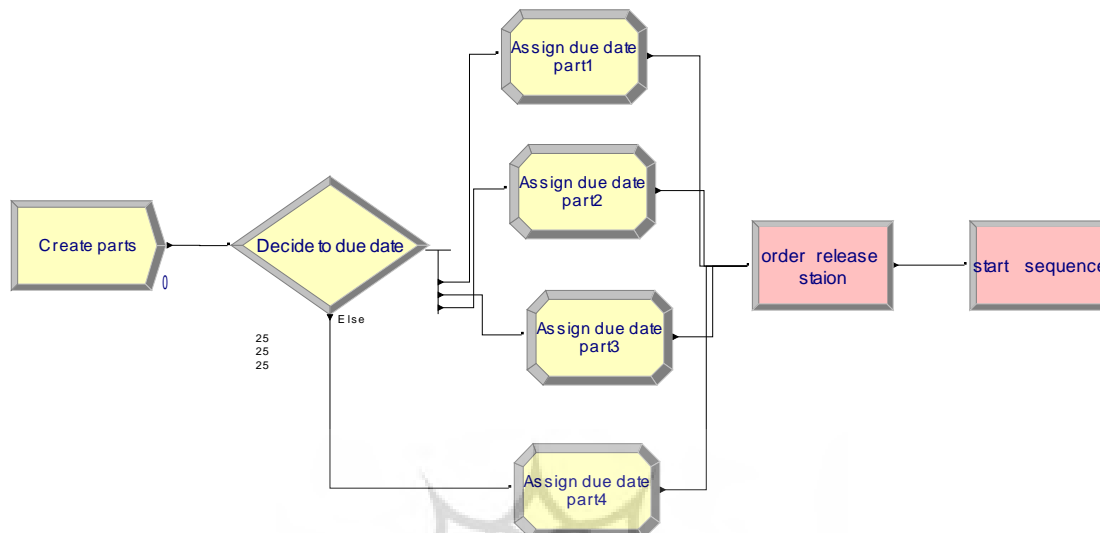 Assign due date
part1
Assign due date
part2
Create parts
0
Decide to due date
Else
25
25
25
Assign due date
part3
order release
staion
start sequence
Assign due date
part4